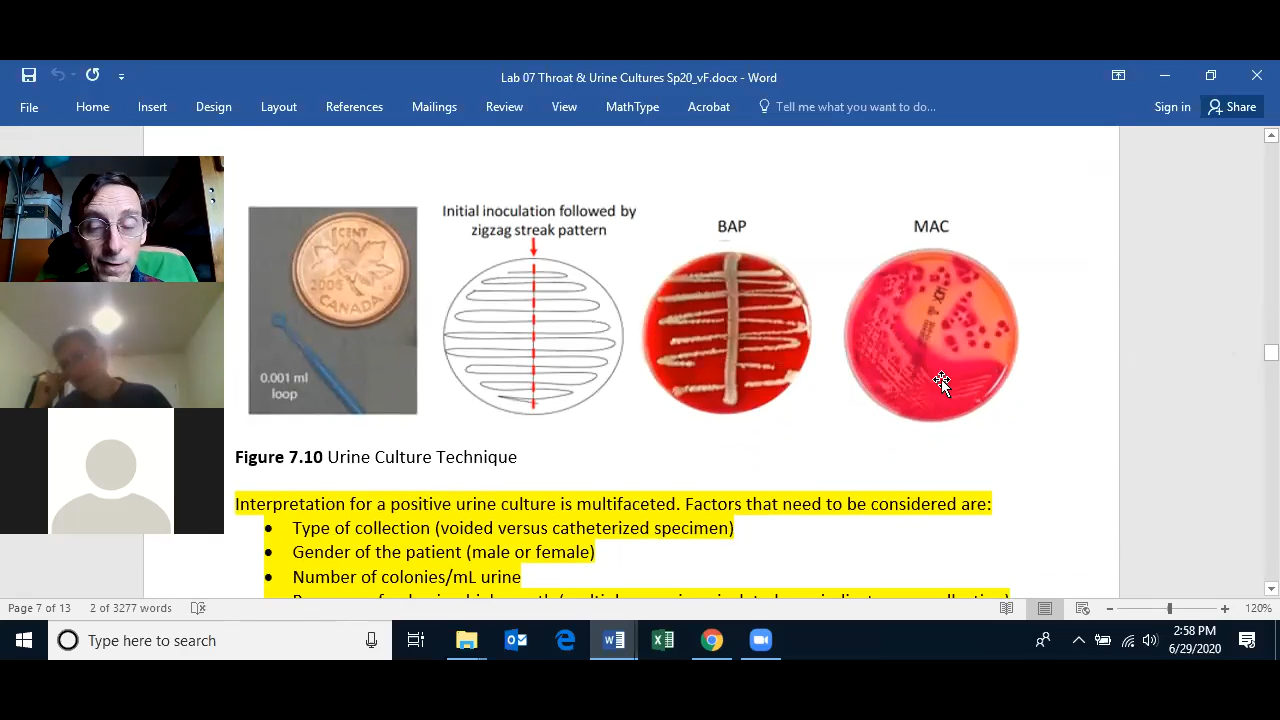 Lab 07 Throat & Urine Cultures Sp20_vF.docx - Word
File Home Insert Design Layout References Mailings Review View MathType Acrobat Tell me what you want to do... Sign in Share
Initial inoculation followed by
zigzag streak pattern
BAP
MAC
1 CENT
2006
CANADA
0.001 ml
loop
Figure 7.10 Urine Culture Technique
Interpretation for a positive urine culture is multifaceted. Factors that need to be considered are:
• Type of collection (voided versus catheterized specimen)
• Gender of the patient (male or female)
• Number of colonies/mL urine
Page 7 of 13 2 of 3277 words 120%
Type here to search
2:58 PM
6/29/2020